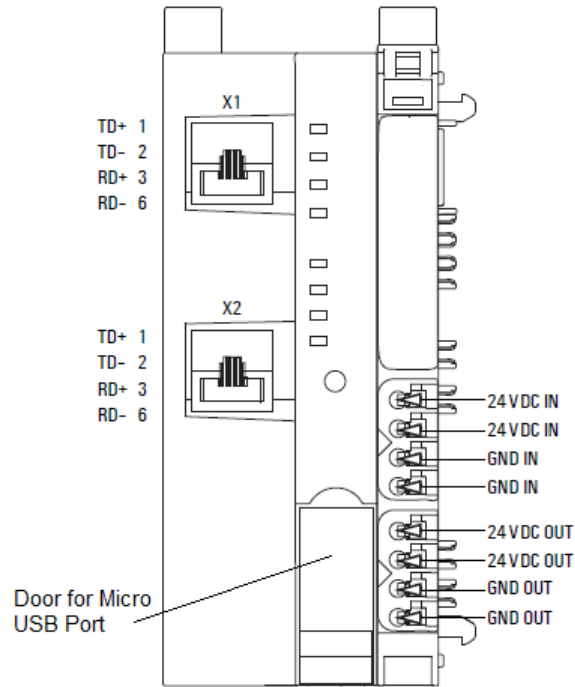 X1
TD+ 1
TD- 2
RD+ 3
RD- 6
X2
TD+ 1
TD- 2
RD+ 3
RD- 6
24 VDC IN
24 VDC IN
GND IN
GND IN
24 VDC OUT
24 VDC OUT
GND OUT
GND OUT
Door for Micro
USB Port